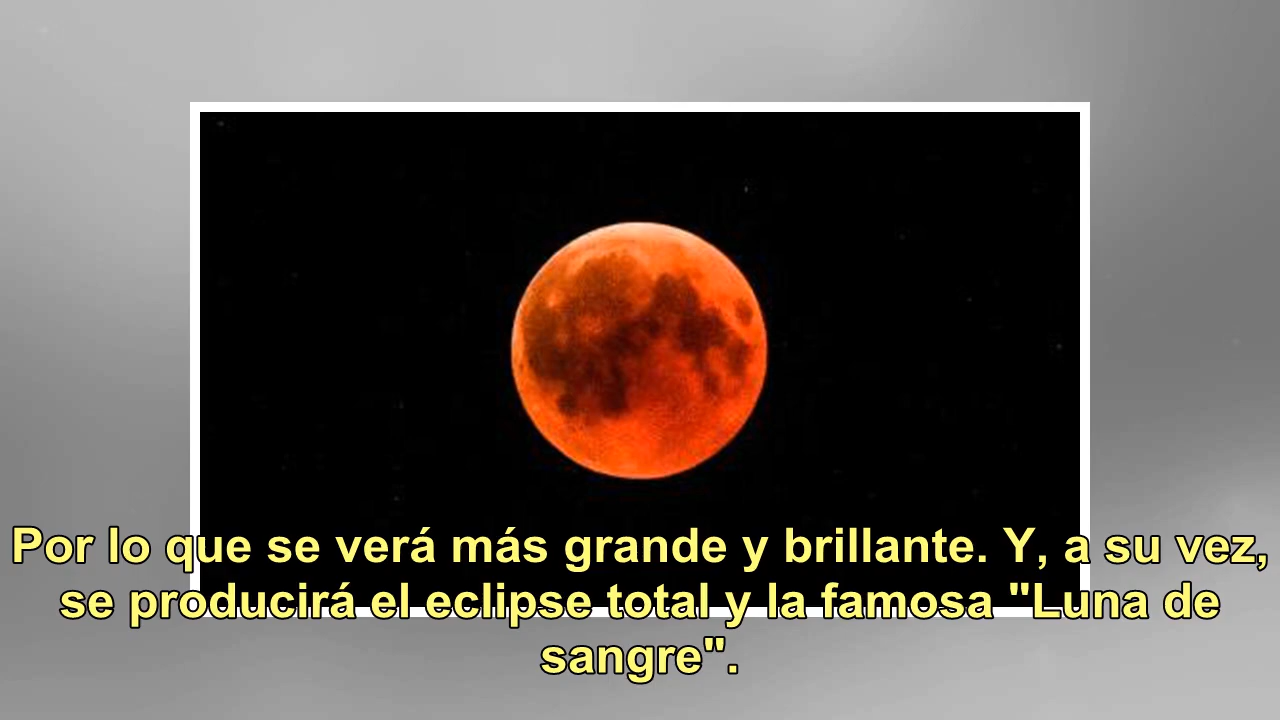 Por lo que se verá más grande y brillante. Y, a su vez,
se producirá el eclipse total y la famosa "Luna de
sangre".